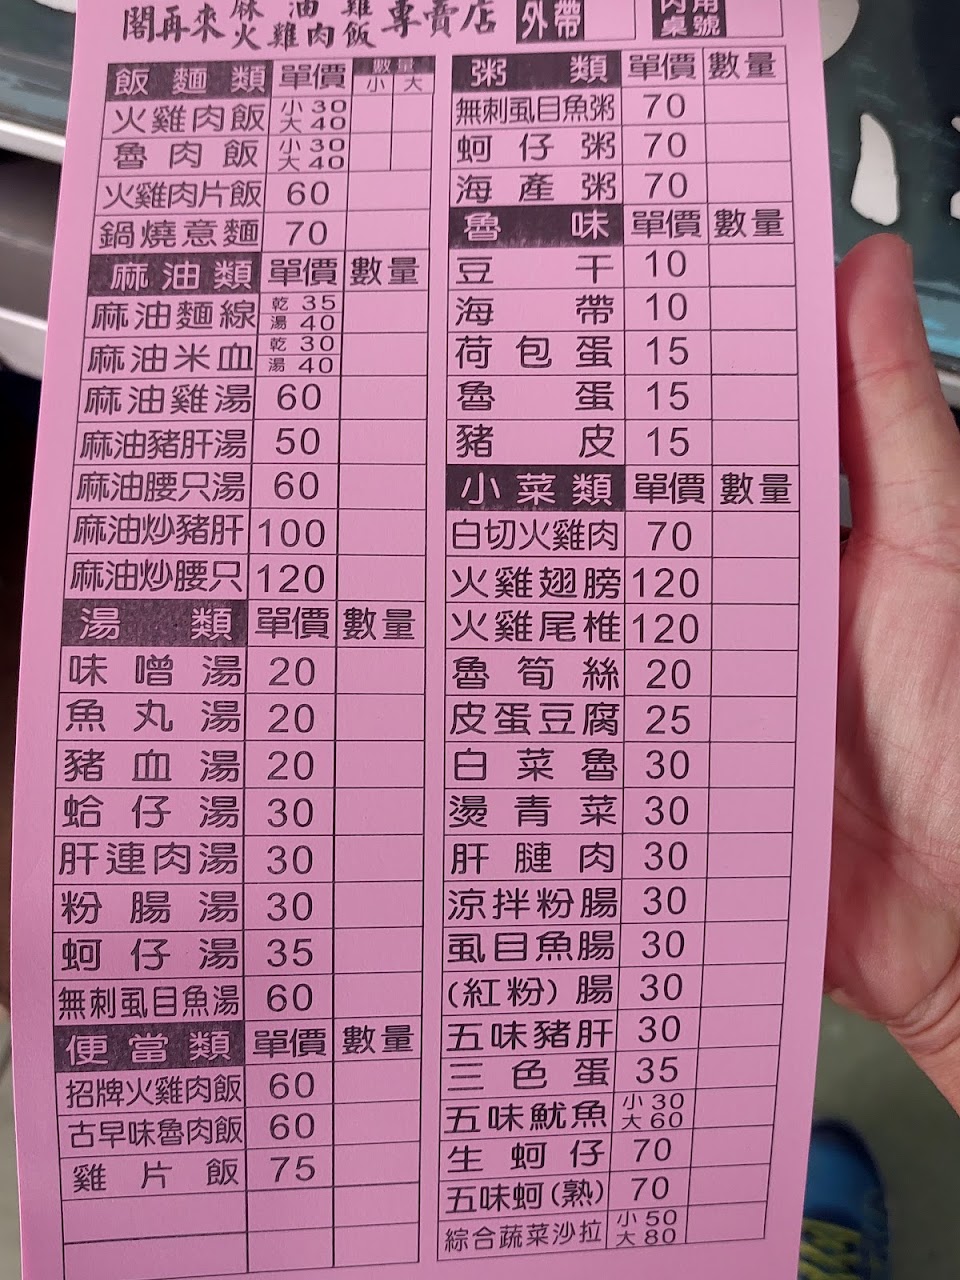 閣再來 麻油雞 火雞肉飯 專賣店 外帶 內用 桌號
飯麵類 單價 數量 小 大
火雞肉飯 小30 大40
魯肉飯 小30 大40
火雞肉片飯 60
鍋燒意麵 70
麻油類 單價 數量
麻油麵線 乾35 湯40
麻油米血 乾30 湯40
麻油雞湯 60
麻油豬肝湯 50
麻油腰只湯 60
麻油炒豬肝 100
麻油炒腰只 120
湯類 單價 數量
味噌湯 20
魚丸湯 20
豬血湯 20
蛤仔湯 30
肝連肉湯 30
粉腸湯 30
蚵仔湯 35
無刺虱目魚湯 60
便當類 單價 數量
招牌火雞肉飯 60
古早味魯肉飯 60
雞片飯 75
粥類 單價 數量
無刺虱目魚粥 70
蚵仔粥 70
海產粥 70
魯味 單價 數量
豆干 10
海帶 10
荷包蛋 15
魯蛋 15
豬皮 15
小菜類 單價 數量
白切火雞肉 70
火雞翅膀 120
火雞尾椎 120
魯筍絲 20
皮蛋豆腐 25
白菜魯 30
燙青菜 30
肝膁肉 30
涼拌粉腸 30
虱目魚腸 30
(紅粉)腸 30
五味豬肝 30
三色蛋 35
五味魷魚 小30 大60
生蚵仔 70
五味蚵(熟) 70
綜合蔬菜沙拉 小50 大80